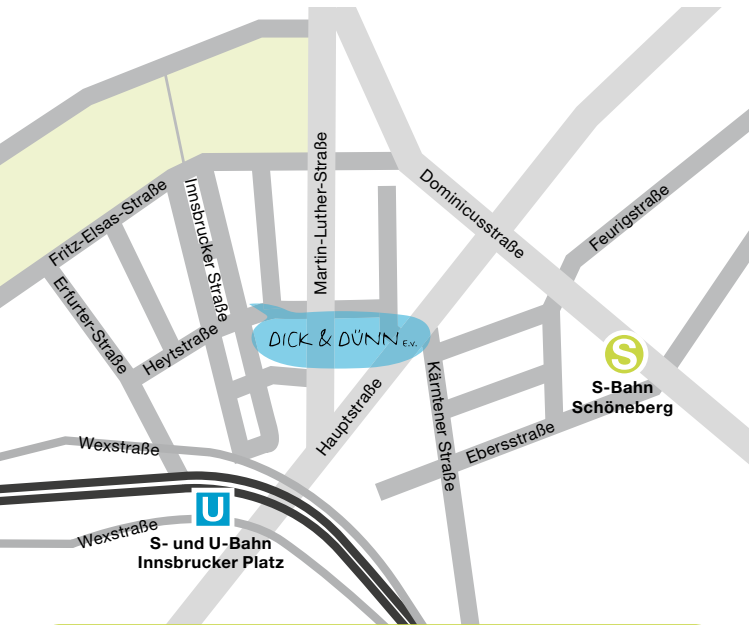 Martin-Luther-Straße
Dominicusstraße
Feurigstraße
Fritz-Elsas-Straße
Innsbrucker Straße
Erfurter-Straße
Heytstraße
DICK & DÜNN E.V.
S
S-Bahn
Schöneberg
Hauptstraße
Kärntener Straße
Ebersstraße
Wexstraße
U
Wexstraße
S- und U-Bahn
Innsbrucker Platz